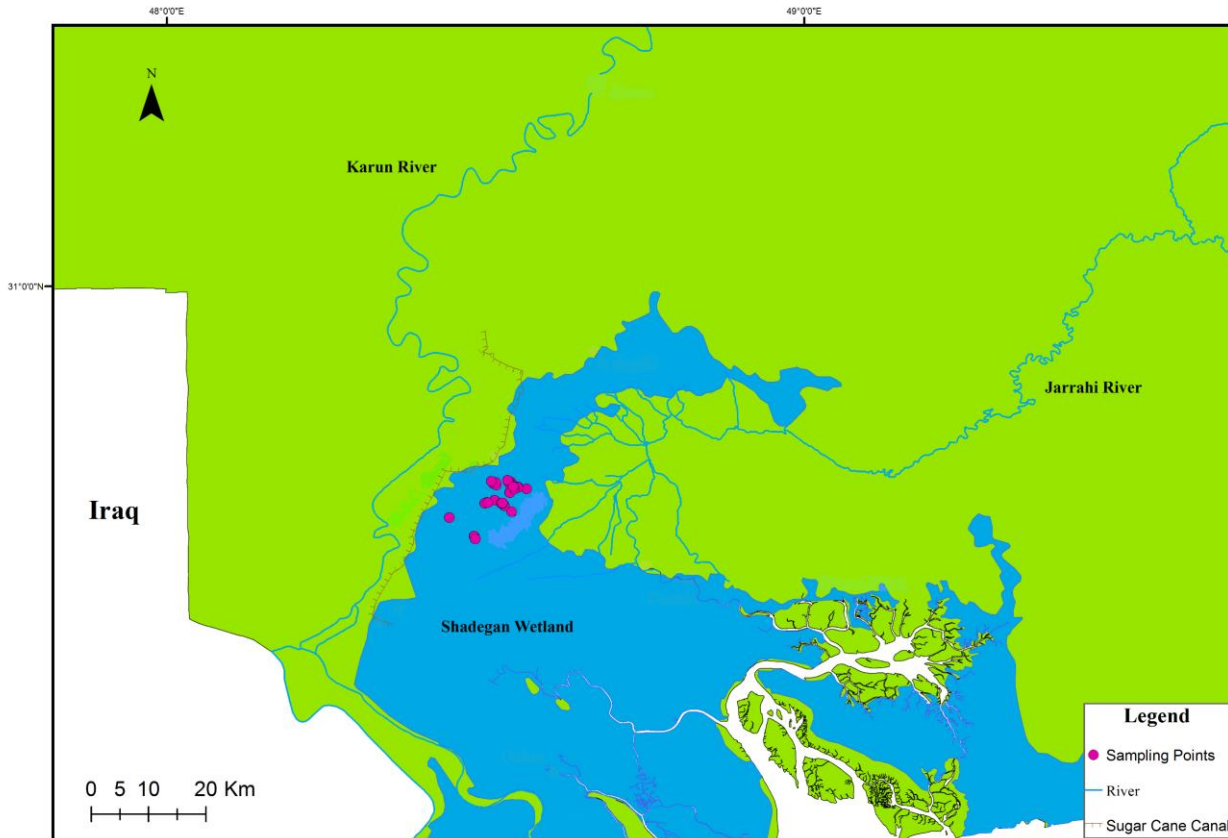 48°0'0"E
49°0'0"E
N
Karun River
31°0'0"N
Jarrahi River
Iraq
Shadegan Wetland
Legend
Sampling Points
River
Sugar Cane Canal
0 5 10 20 Km